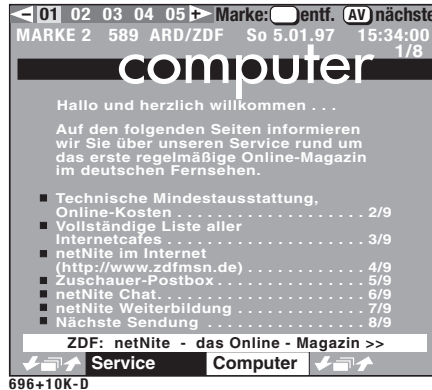 01 02 03 04 05 Marke: entf. AV nächste
MARKE 2 589 ARD/ZDF So 5.01.97 15:34:00
1/8
computer
Hallo und herzlich willkommen . . .
Auf den folgenden Seiten informieren
wir Sie über unseren Service rund um
das erste regelmäßige Online-Magazin
im deutschen Fernsehen.
Technische Mindestausstattung,
Online-Kosten . . . . . . . . . . . . . . . . . . . . 2/9
Vollständige Liste aller
Internetcafes . . . . . . . . . . . . . . . . . . . . . 3/9
netNite im Internet
(http://www.zdfmsn.de) . . . . . . . . . . . . 4/9
Zuschauer-Postbox . . . . . . . . . . . . . . . 5/9
netNite Chat. . . . . . . . . . . . . . . . . . . . . . 6/9
netNite Weiterbildung . . . . . . . . . . . . . 7/9
Nächste Sendung . . . . . . . . . . . . . . . . . 8/9
ZDF: netNite - das Online - Magazin >>
Service Computer
696+10K-D